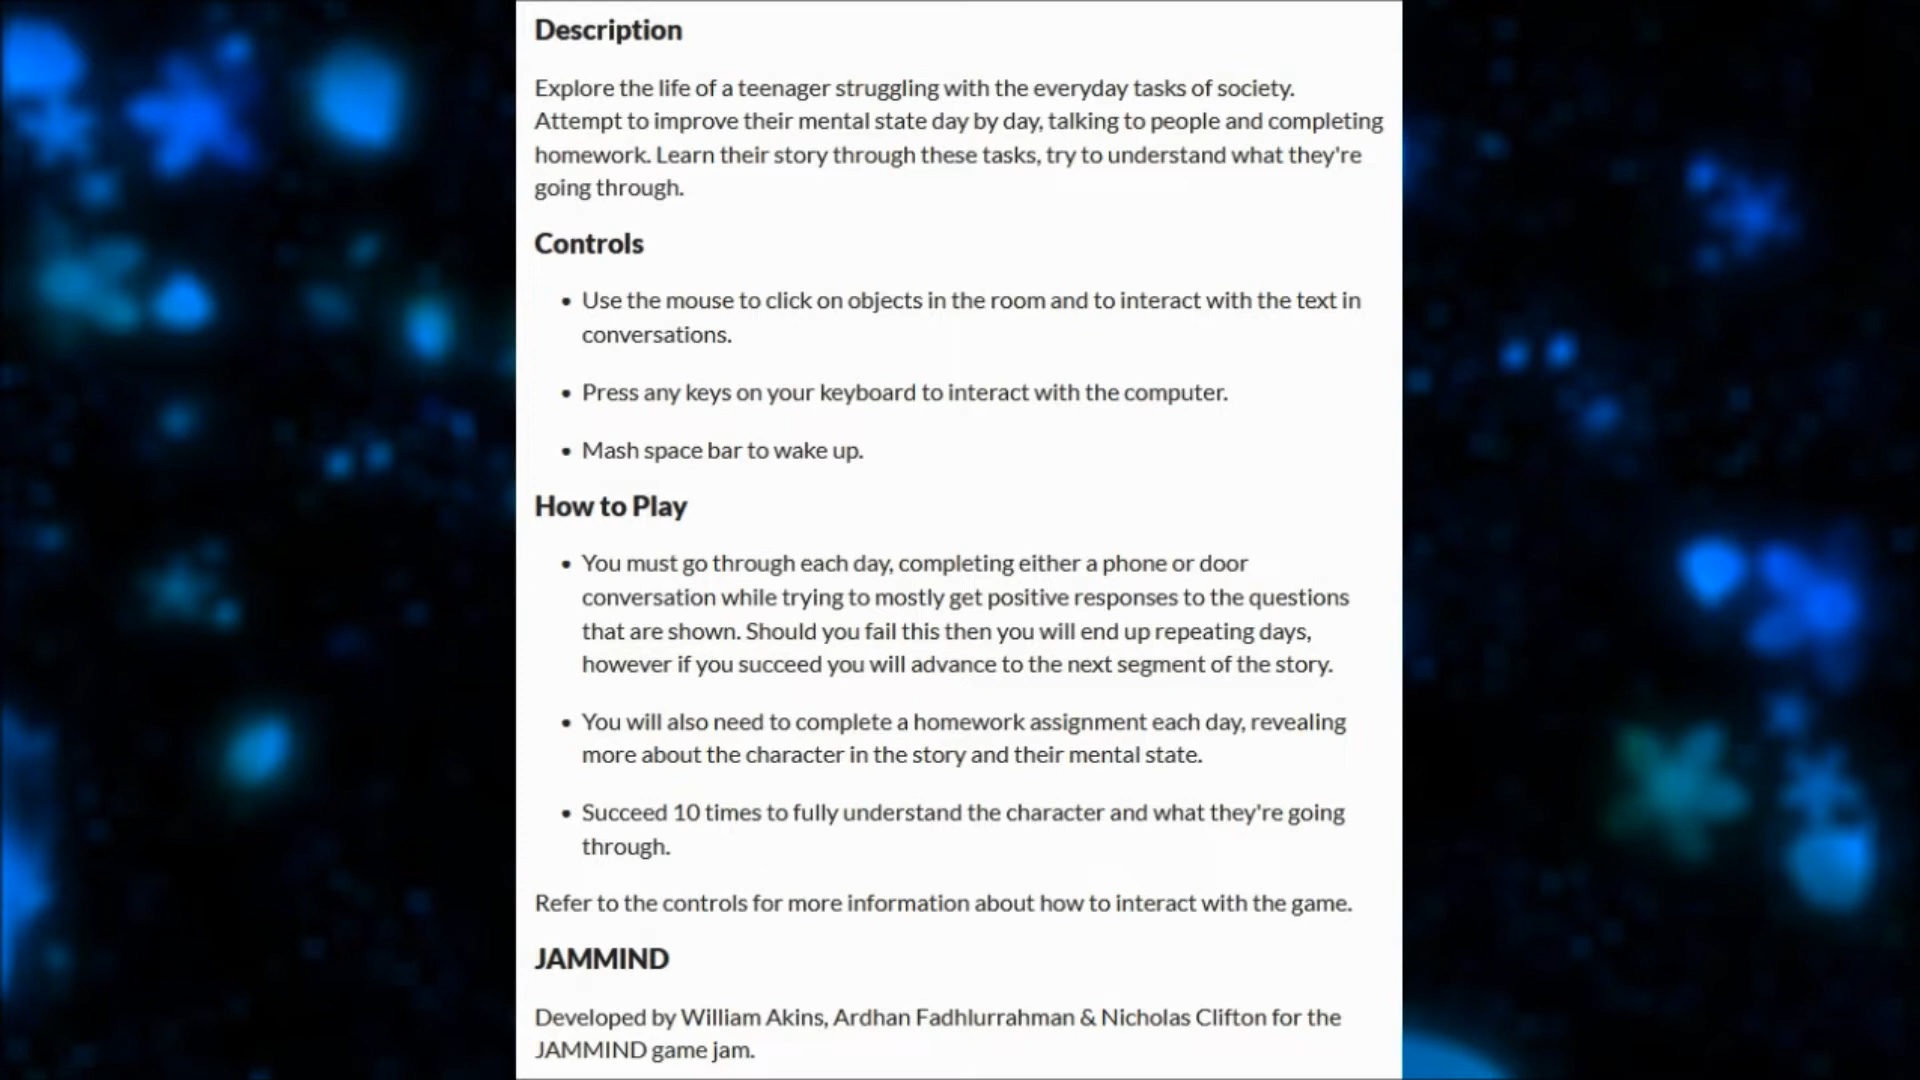 Description
Explore the life of a teenager struggling with the everyday tasks of society.
Attempt to improve their mental state day by day, talking to people and completing
homework. Learn their story through these tasks, try to understand what they're
going through.
Controls
• Use the mouse to click on objects in the room and to interact with the text in
conversations.
• Press any keys on your keyboard to interact with the computer.
• Mash space bar to wake up.
How to Play
• You must go through each day, completing either a phone or door
conversation while trying to mostly get positive responses to the questions
that are shown. Should you fail this then you will end up repeating days,
however if you succeed you will advance to the next segment of the story.
• You will also need to complete a homework assignment each day, revealing
more about the character in the story and their mental state.
• Succeed 10 times to fully understand the character and what they're going
through.
Refer to the controls for more information about how to interact with the game.
JAMMIND
Developed by William Akins, Ardhan Fadhlurrahman & Nicholas Clifton for the
JAMMIND game jam.